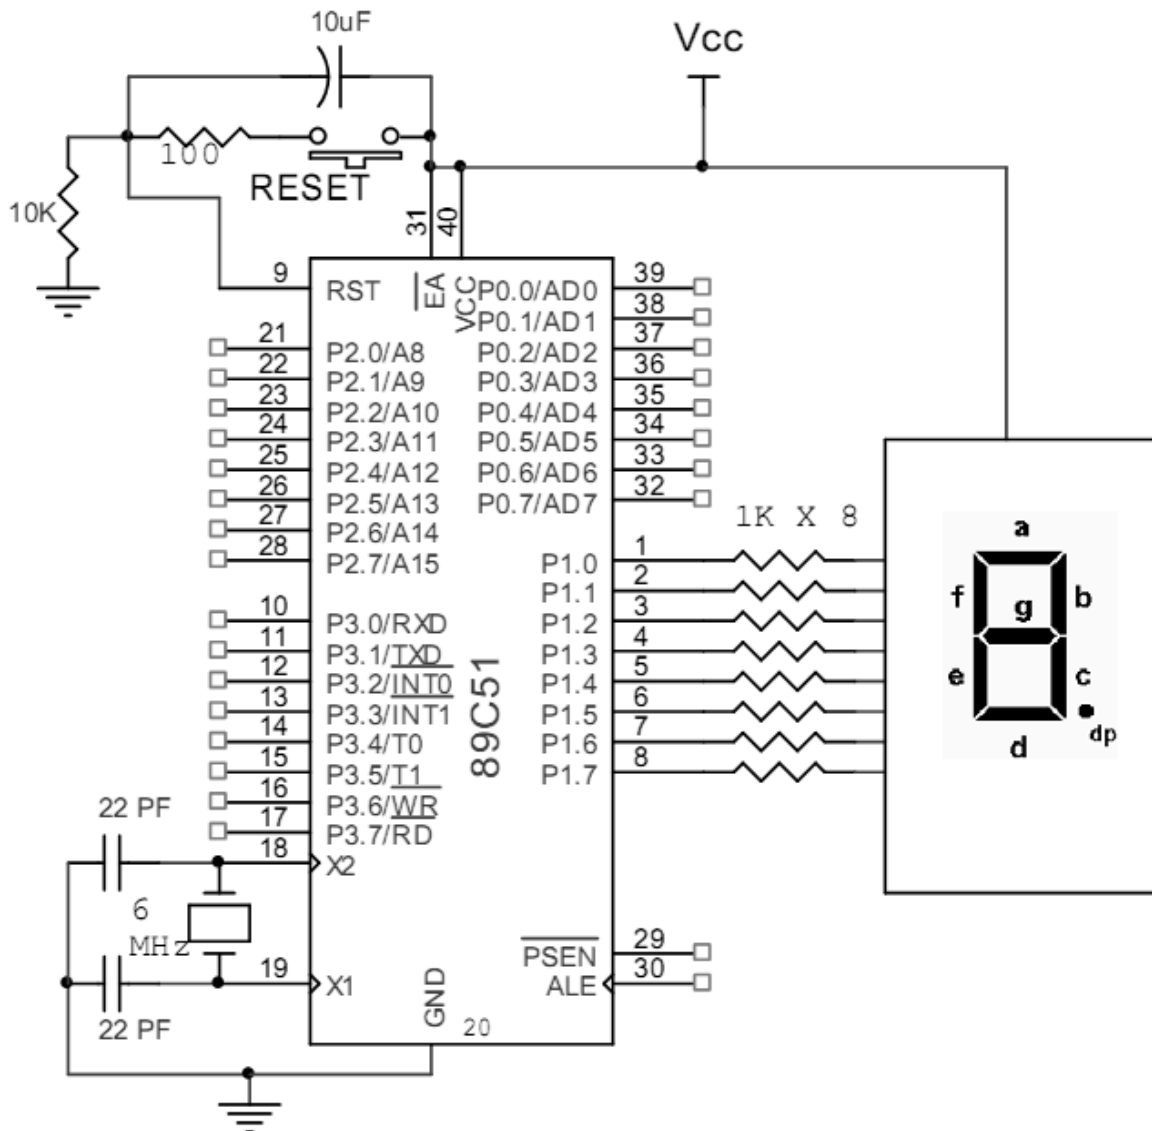 10uF
Vcc
100
RESET
10K
31
40
9
RST
EA
VCC
P0.0/AD0
39
P0.1/AD1
38
21
P2.0/A8
P0.2/AD2
37
22
P2.1/A9
P0.3/AD3
36
23
P2.2/A10
P0.4/AD4
35
24
P2.3/A11
P0.5/AD5
34
25
P2.4/A12
P0.6/AD6
33
26
P2.5/A13
P0.7/AD7
32
27
P2.6/A14
28
P2.7/A15
1K X 8
P1.0
1
P1.1
2
10
P3.0/RXD
P1.2
3
11
P3.1/TXD
P1.3
4
12
P3.2/INT0
P1.4
5
13
P3.3/INT1
P1.5
6
14
P3.4/T0
P1.6
7
15
P3.5/T1
P1.7
8
16
P3.6/WR
17
P3.7/RD
89C51
a
f
b
g
e
c
d
dp
22 PF
18
X2
6
MHz
19
X1
22 PF
PSEN
29
ALE
30
GND
20